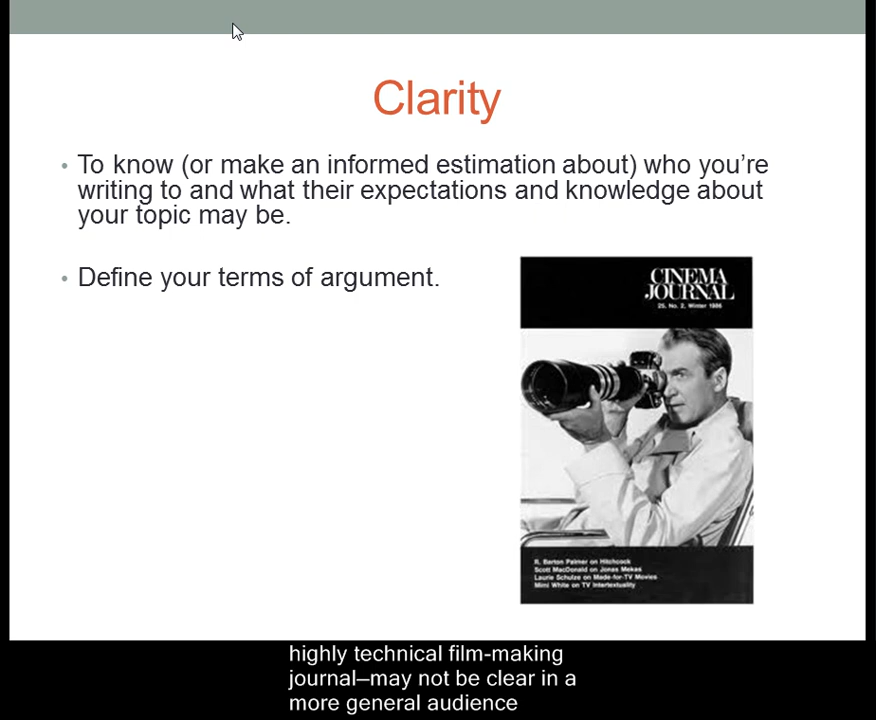 Clarity
• To know (or make an informed estimation about) who you’re
writing to and what their expectations and knowledge about
your topic may be.
• Define your terms of argument.
CINEMA
JOURNAL
25, No. 2, Winter 1986
R. Barton Palmer on Hitchcock
Scott MacDonald on Jonas Mekas
Laurie Schulze on Made-for-TV Movies
Mimi White on TV Intertextuality
highly technical film-making
journal—may not be clear in a
more general audience